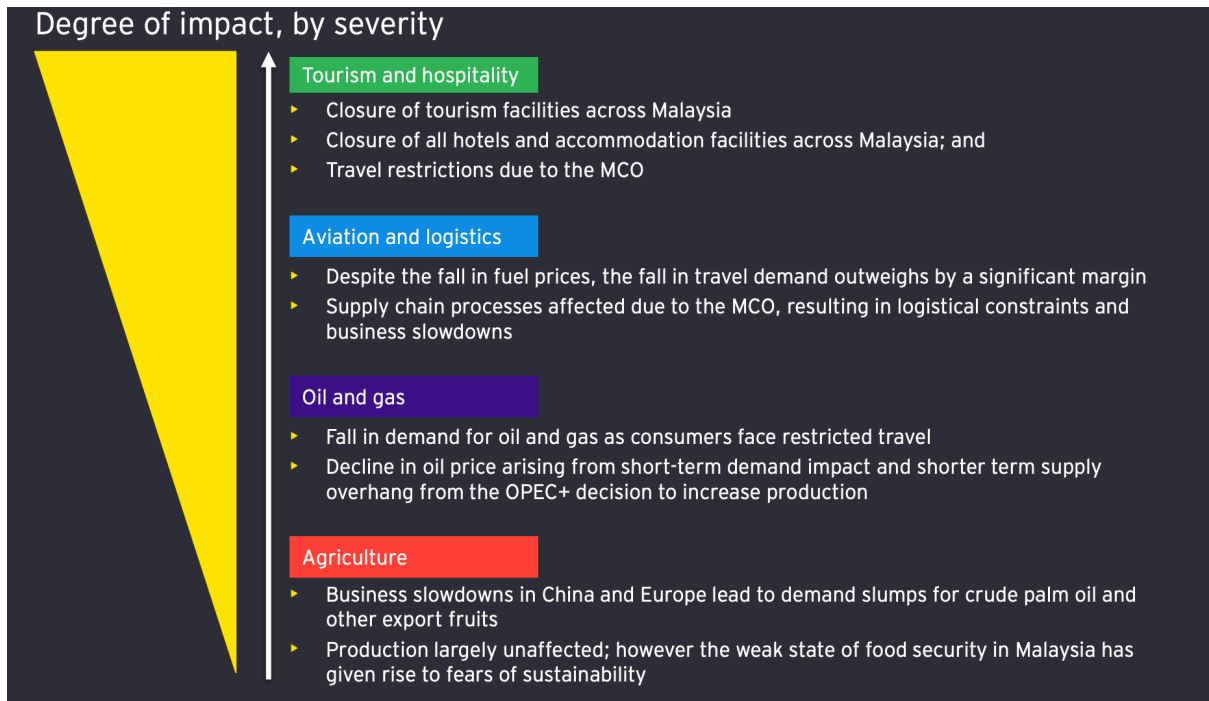 Degree of impact, by severity
Tourism and hospitality
Closure of tourism facilities across Malaysia
Closure of all hotels and accommodation facilities across Malaysia; and
Travel restrictions due to the MCO
Aviation and logistics
Despite the fall in fuel prices, the fall in travel demand outweighs by a significant margin
Supply chain processes affected due to the MCO, resulting in logistical constraints and
business slowdowns
Oil and gas
Fall in demand for oil and gas as consumers face restricted travel
Decline in oil price arising from short-term demand impact and shorter term supply
overhang from the OPEC+ decision to increase production
Agriculture
Business slowdowns in China and Europe lead to demand slumps for crude palm oil and
other export fruits
Production largely unaffected; however the weak state of food security in Malaysia has
given rise to fears of sustainability